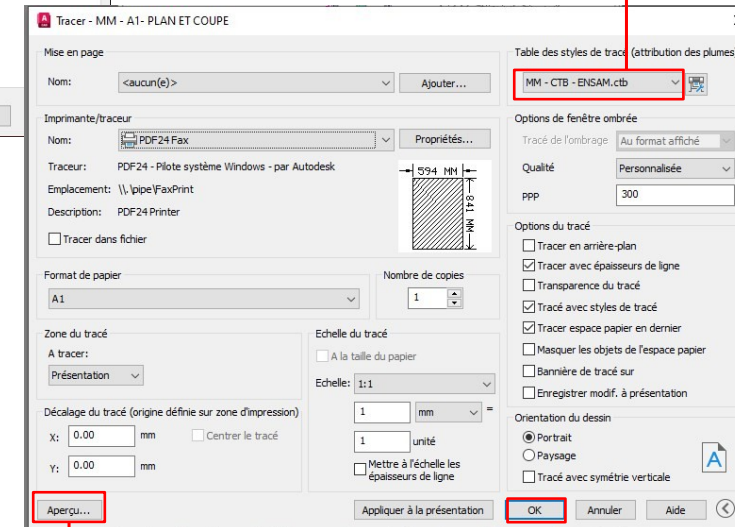 Tracer - MM - A1- PLAN ET COUPE
Mise en page
Nom: <aucun(e)> Ajouter...
Imprimante/traceur
Nom: PDF24 Fax Propriétés...
Traceur: PDF24 - Pilote système Windows - par Autodesk
Emplacement: \\.\pipe\FaxPrint
Description: PDF24 Printer
Tracer dans fichier
594 MM
841 MM
Format de papier
A1
Nombre de copies
1
Zone du tracé
A tracer:
Présentation
Echelle du tracé
A la taille du papier
Echelle: 1:1
1 mm =
1 unité
Mettre à l'échelle les
épaisseurs de ligne
Décalage du tracé (origine définie sur zone d'impression)
X: 0.00 mm Centrer le tracé
Y: 0.00 mm
Table des styles de tracé (attribution des plumes
MM - CTB - ENSAM.ctb
Options de fenêtre ombrée
Tracé de l'ombrage Au format affiché
Qualité Personnalisée
PPP 300
Options du tracé
Tracer en arrière-plan
Tracer avec épaisseurs de ligne
Transparence du tracé
Tracé avec styles de tracé
Tracer espace papier en dernier
Masquer les objets de l'espace papier
Bannière de tracé sur
Enregistrer modif. à présentation
Orientation du dessin
Portrait
Paysage
Tracé avec symétrie verticale
A
Aperçu... Appliquer à la présentation OK Annuler Aide